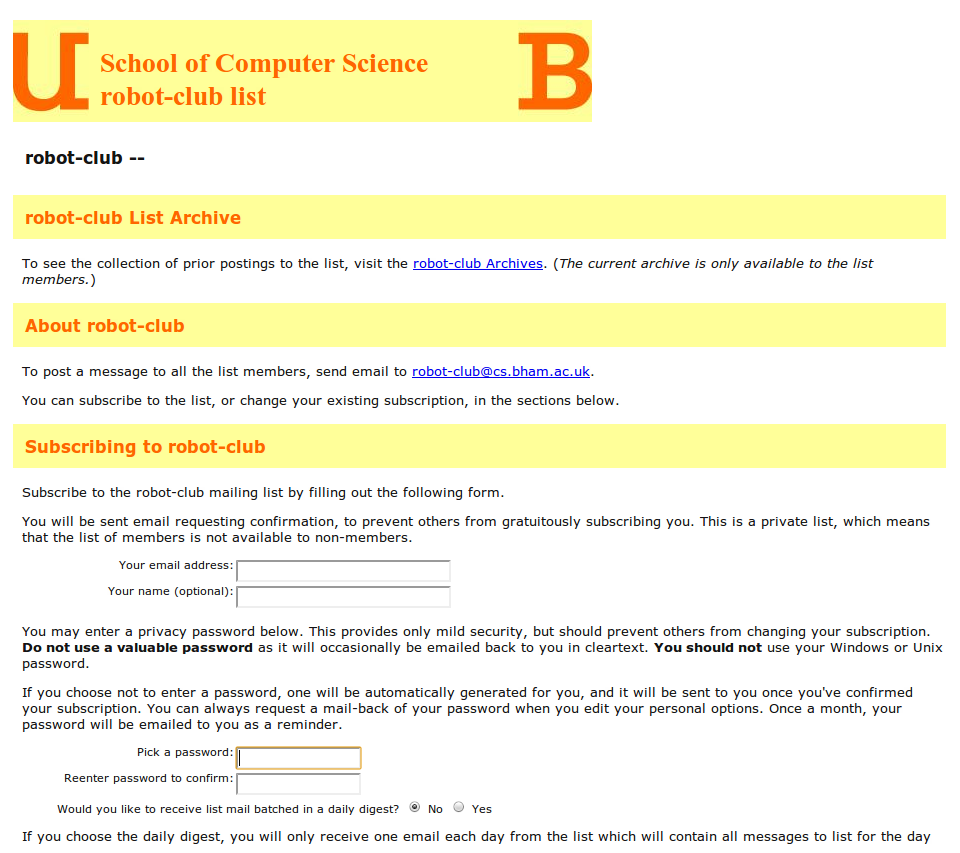 U School of Computer Science B
robot-club list
robot-club --
robot-club List Archive
To see the collection of prior postings to the list, visit the robot-club Archives. (The current archive is only available to the list
members.)
About robot-club
To post a message to all the list members, send email to robot-club@cs.bham.ac.uk.
You can subscribe to the list, or change your existing subscription, in the sections below.
Subscribing to robot-club
Subscribe to the robot-club mailing list by filling out the following form.
You will be sent email requesting confirmation, to prevent others from gratuitously subscribing you. This is a private list, which means
that the list of members is not available to non-members.
Your email address:
Your name (optional):
You may enter a privacy password below. This provides only mild security, but should prevent others from changing your subscription.
Do not use a valuable password as it will occasionally be emailed back to you in cleartext. You should not use your Windows or Unix
password.
If you choose not to enter a password, one will be automatically generated for you, and it will be sent to you once you've confirmed
your subscription. You can always request a mail-back of your password when you edit your personal options. Once a month, your
password will be emailed to you as a reminder.
Pick a password:
Reenter password to confirm:
Would you like to receive list mail batched in a daily digest? No Yes
If you choose the daily digest, you will only receive one email each day from the list which will contain all messages to list for the day